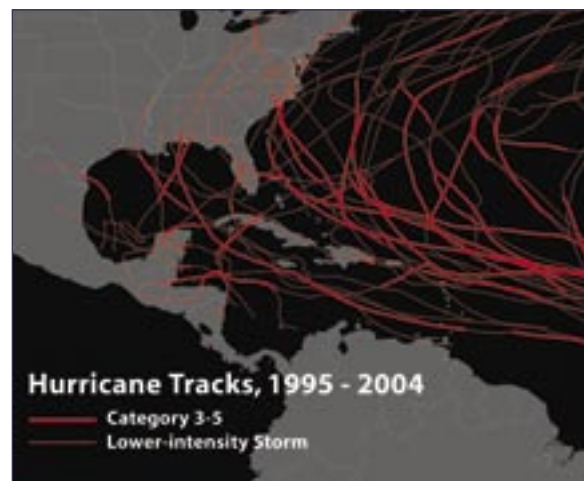 Hurricane Tracks, 1995 - 2004
Category 3-5
Lower-intensity Storm